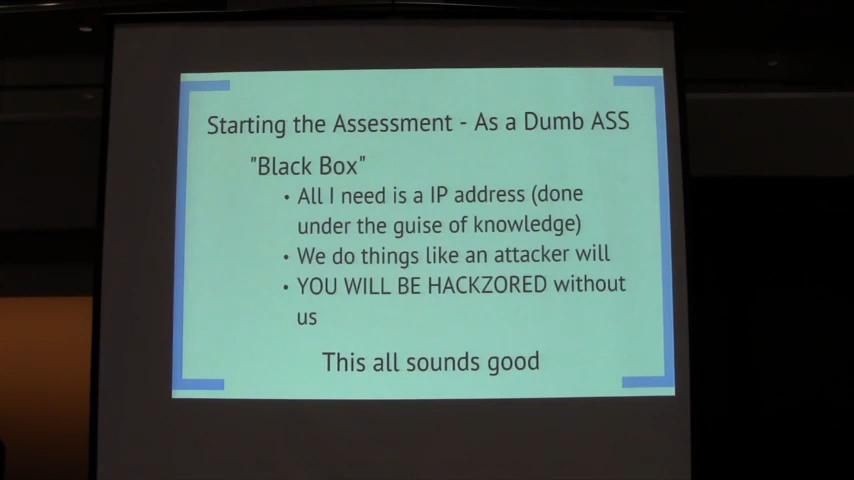 Starting the Assessment - As a Dumb ASS
"Black Box"
• All I need is a IP address (done
under the guise of knowledge)
• We do things like an attacker will
• YOU WILL BE HACKZORED without
us
This all sounds good